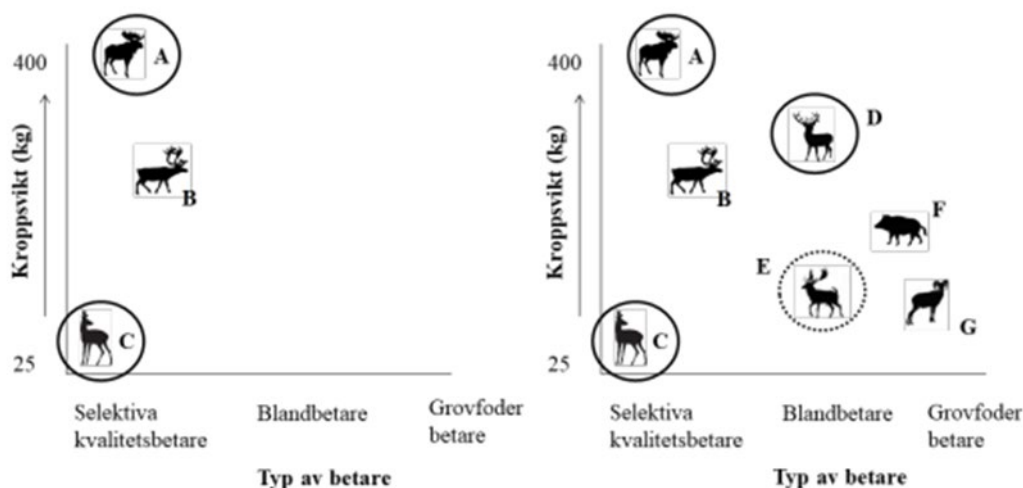 400
A
B
C
25
Kroppsvikt (kg)
Selektiva
kvalitetsbetare
Blandbetare
Grovfoder
betare
Typ av betare
400
A
D
B
F
E
G
C
25
Kroppsvikt (kg)
Selektiva
kvalitetsbetare
Blandbetare
Grovfoder
betare
Typ av betare